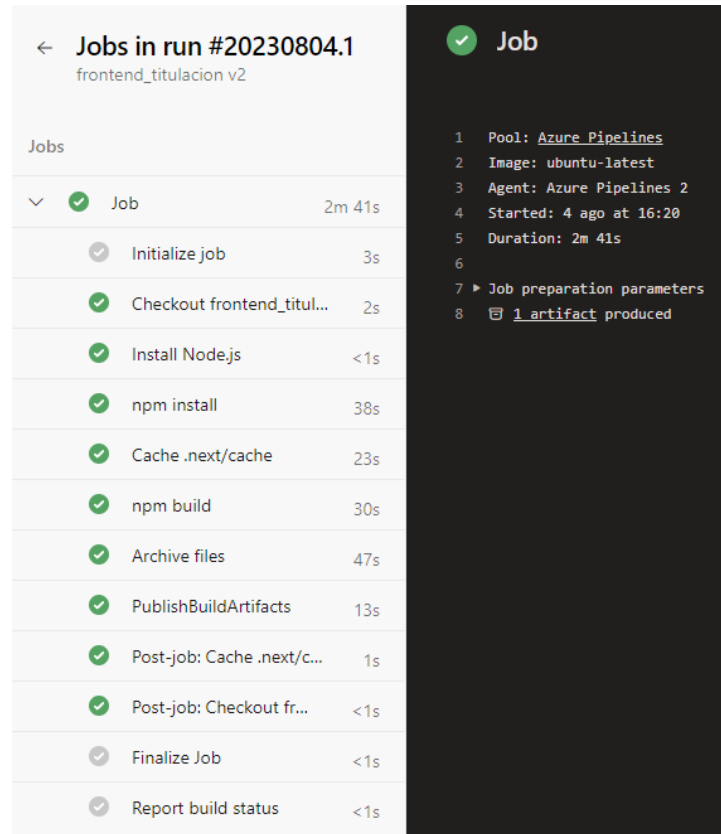 Jobs in run #20230804.1
frontend_titulacion v2
Jobs
Job 2m 41s
Initialize job 3s
Checkout frontend_titul... 2s
Install Node.js <1s
npm install 38s
Cache .next/cache 23s
npm build 30s
Archive files 47s
PublishBuildArtifacts 13s
Post-job: Cache .next/c... 1s
Post-job: Checkout fr... <1s
Finalize Job <1s
Report build status <1s
Job
1 Pool: Azure Pipelines
2 Image: ubuntu-latest
3 Agent: Azure Pipelines 2
4 Started: 4 ago at 16:20
5 Duration: 2m 41s
6
7 Job preparation parameters
8 1 artifact produced